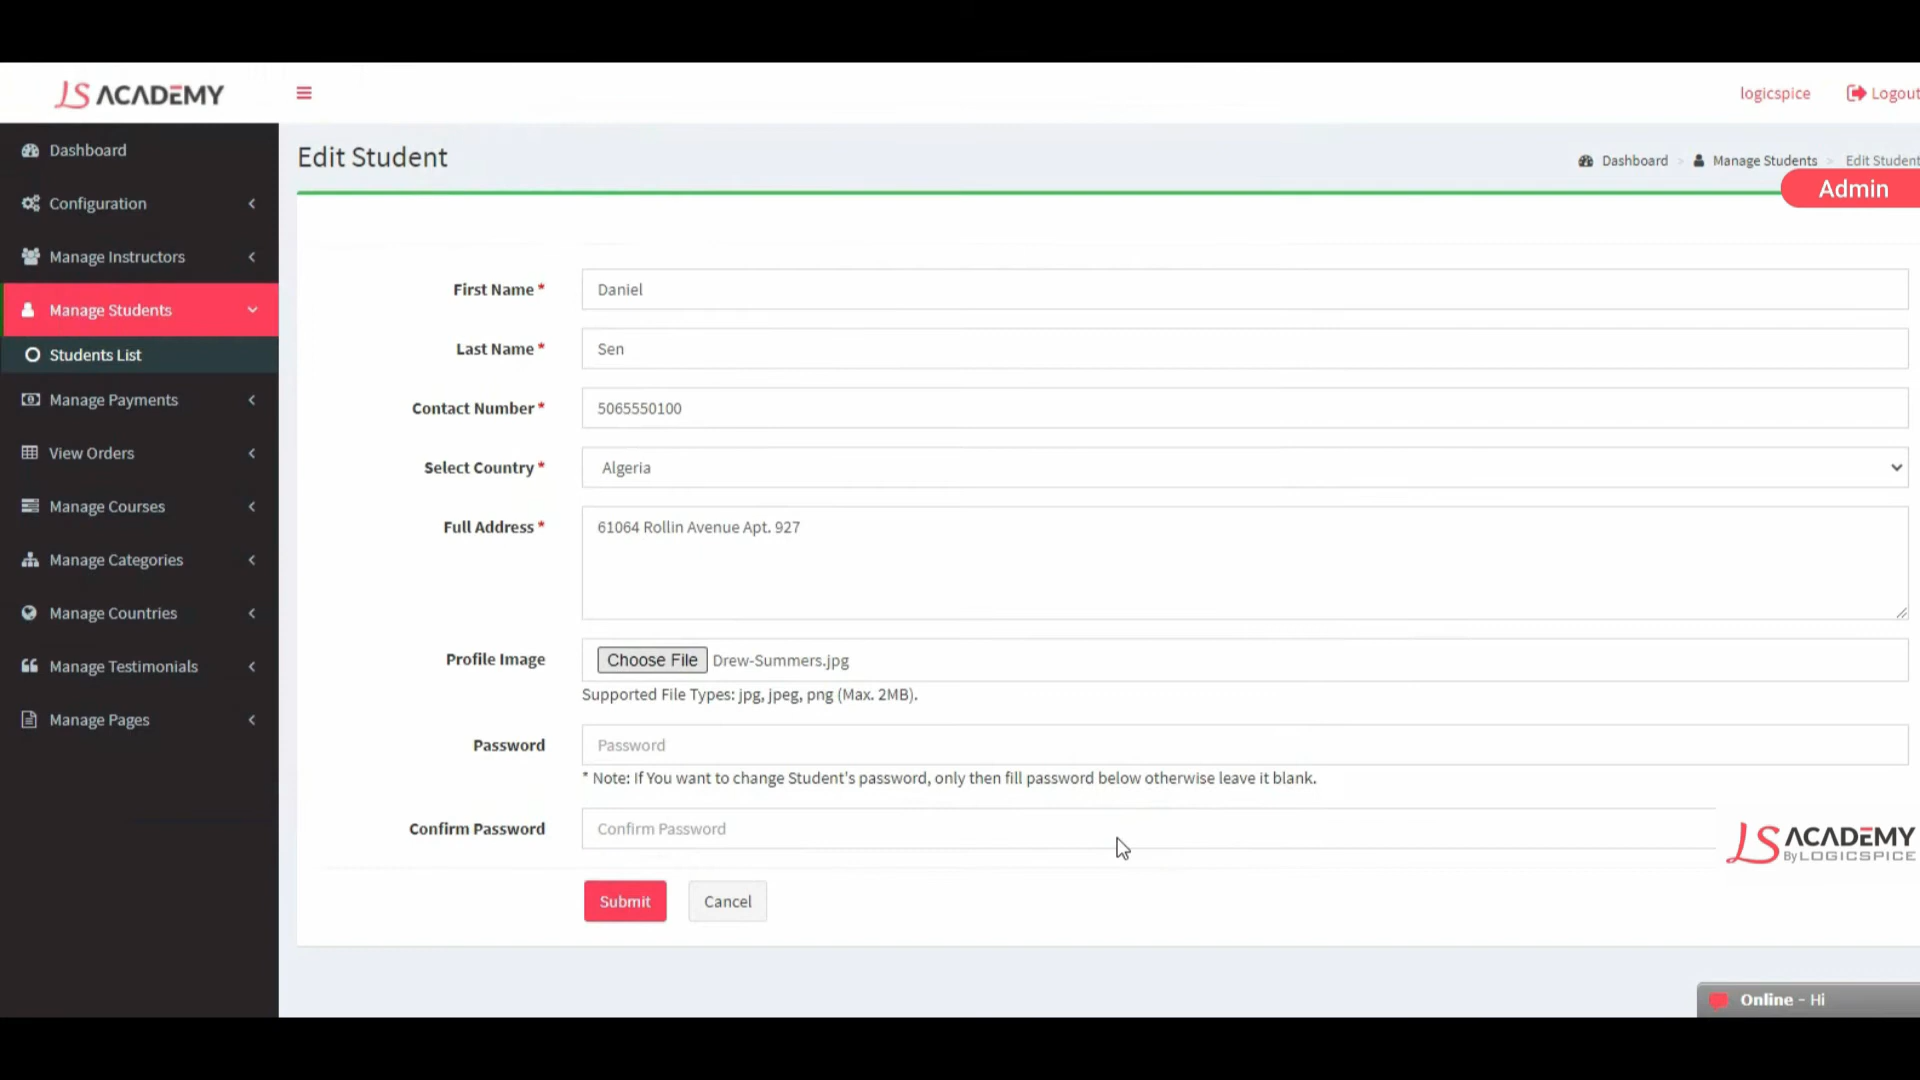 LS ACADEMY
logicspice
Logout
Dashboard
Configuration
Manage Instructors
Manage Students
Students List
Manage Payments
View Orders
Manage Courses
Manage Categories
Manage Countries
Manage Testimonials
Manage Pages
Edit Student
Dashboard > Manage Students > Edit Student
Admin
First Name * Daniel
Last Name * Sen
Contact Number * 5065550100
Select Country * Algeria
Full Address * 61064 Rollin Avenue Apt. 927
Profile Image Choose File Drew-Summers.jpg
Supported File Types: jpg, jpeg, png (Max. 2MB).
Password Password
* Note: If You want to change Student's password, only then fill password below otherwise leave it blank.
Confirm Password Confirm Password
LS ACADEMY
By LOGICSPICE
Submit Cancel
Online - Hi